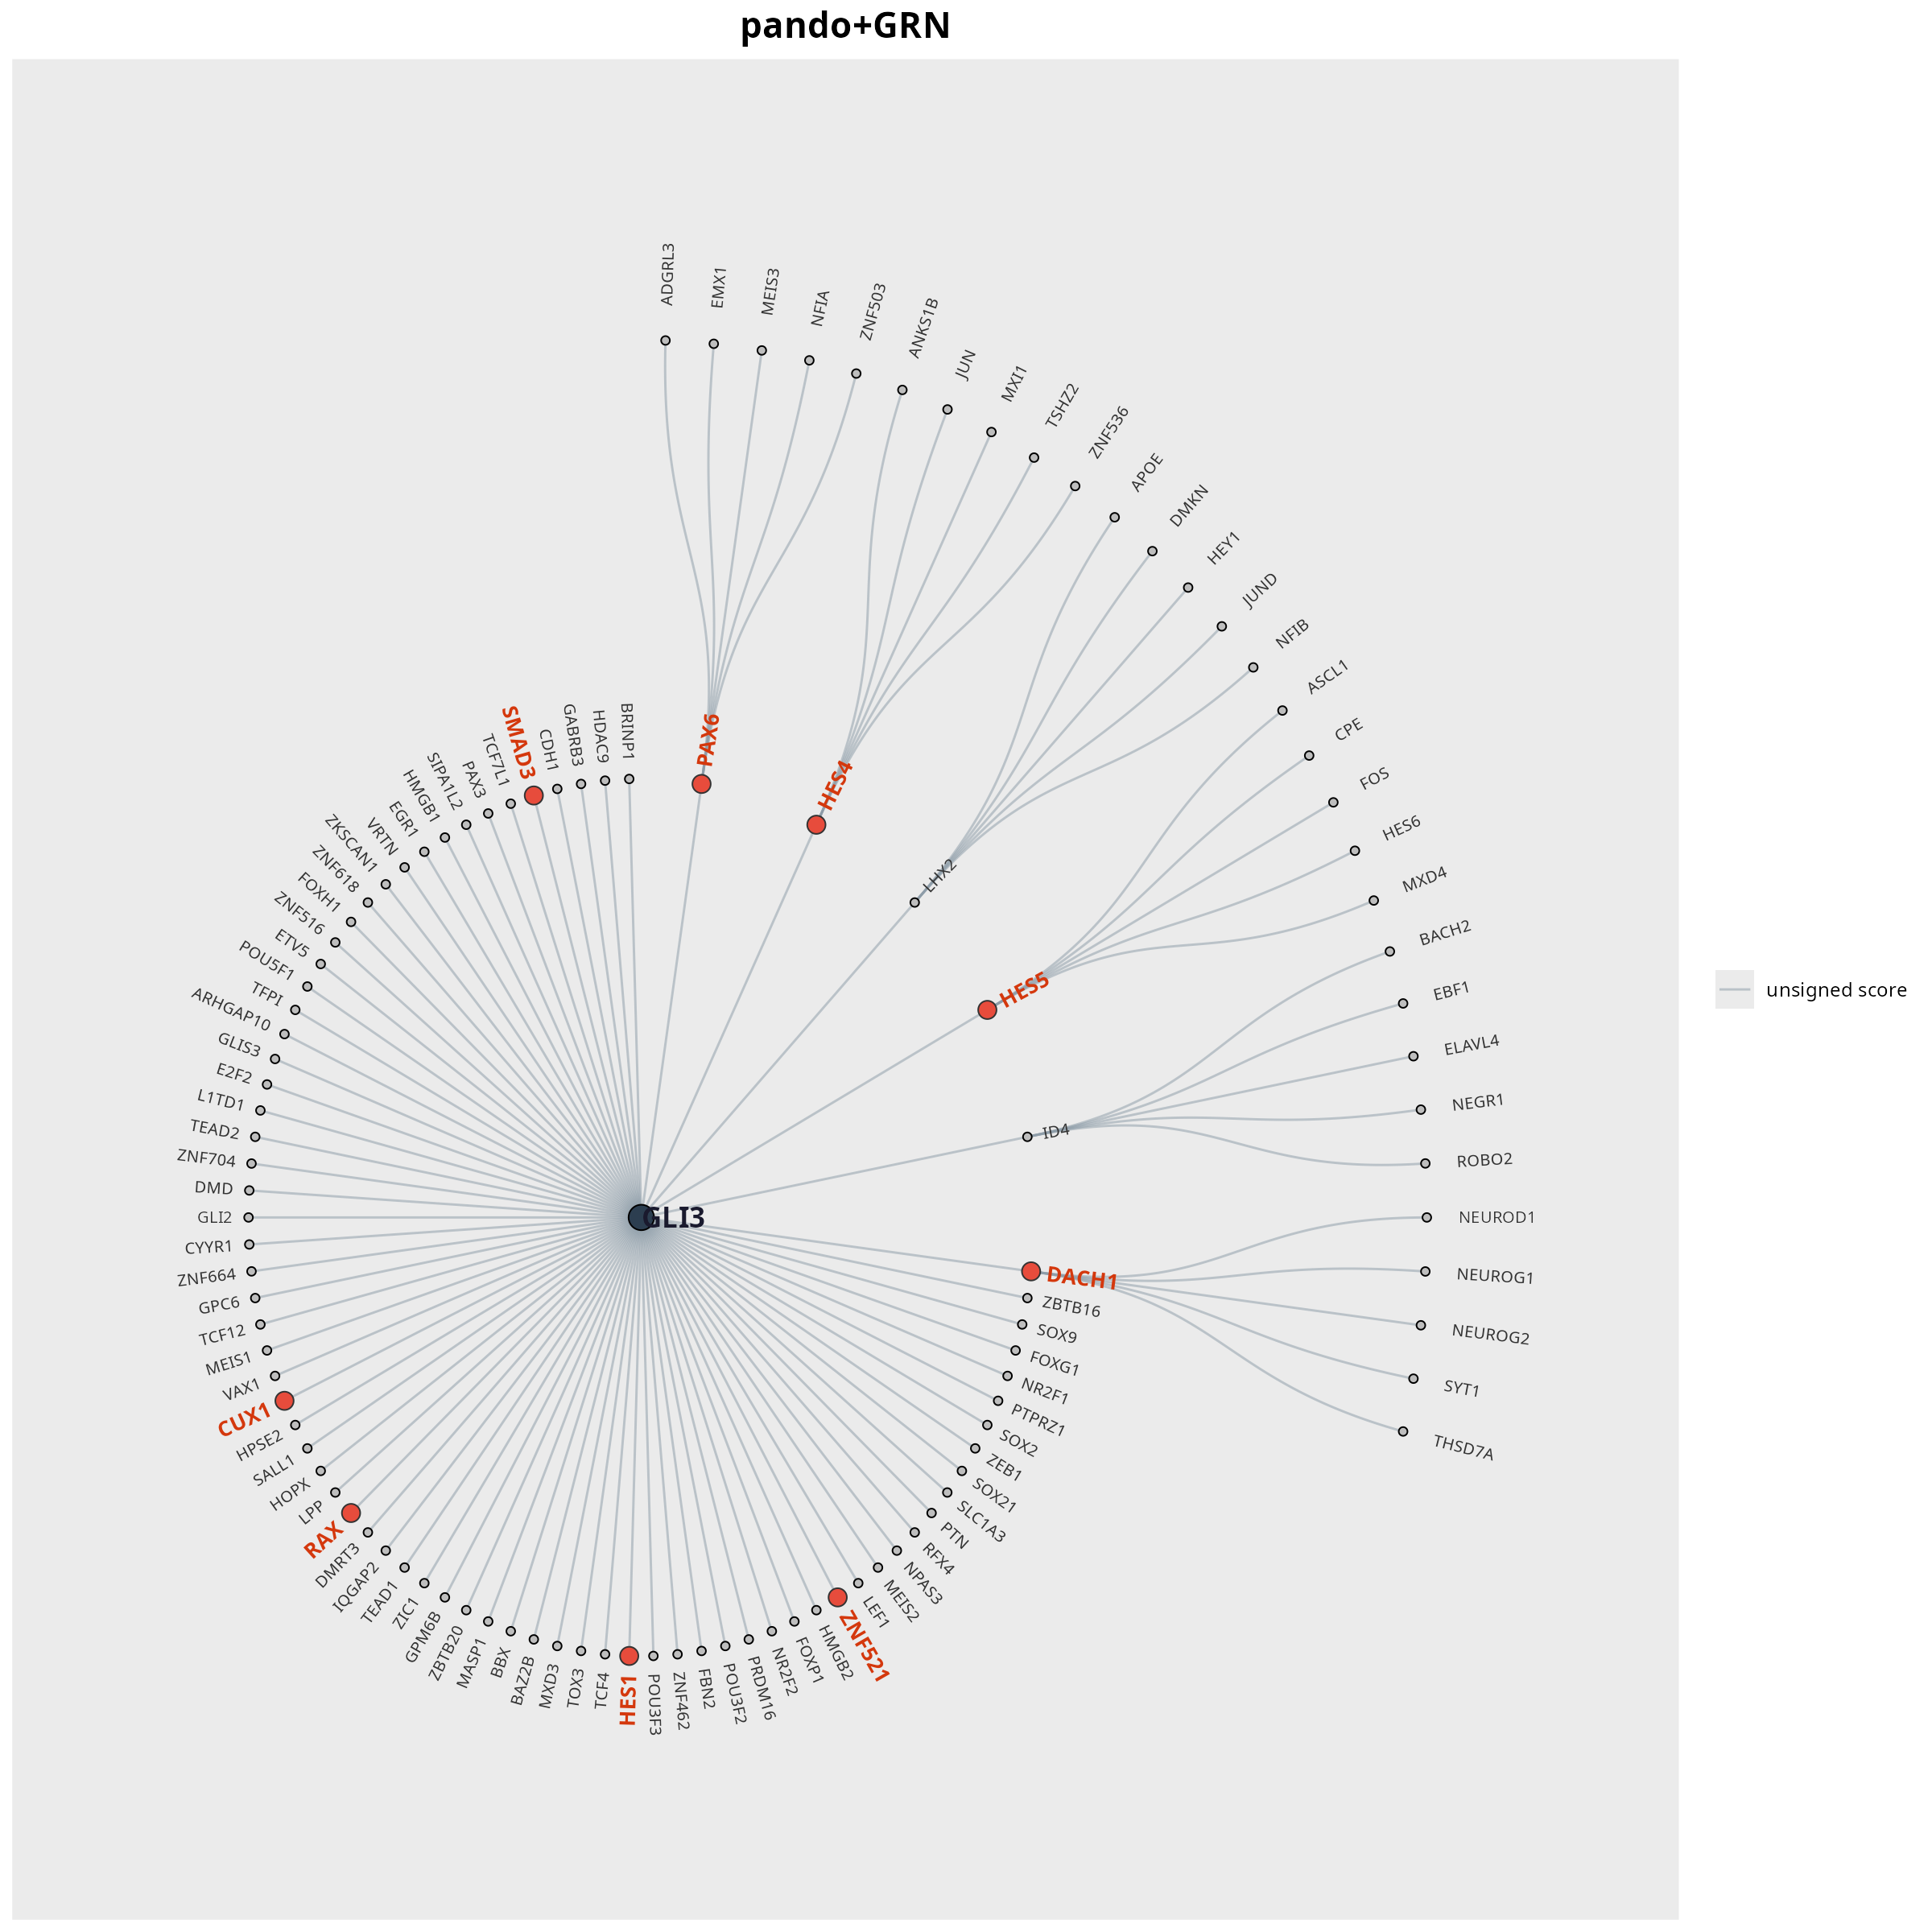 pando+GRN
ADGRL3
EMX1
MEIS3
NFIA
ZNF503
ANKS1B
JUN
MXI1
TSHZ2
ZNF536
APOE
DMKN
HEY1
JUND
NFIB
ASCL1
CPE
FOS
HES6
MXD4
BACH2
EBF1
ELAVL4
NEGR1
ROBO2
NEUROD1
NEUROG1
NEUROG2
SYT1
THSD7A
PAX6
HES4
LHX2
HES5
ID4
GLI3
DACH1
ZBTB16
SOX9
FOXG1
NR2F1
PTPRZ1
SOX2
ZEB1
SOX21
SLC1A3
PTN
RFX4
NPAS3
MEIS2
LEF1
ZNF521
HMGB2
FOXP1
NR2F2
PRDM16
POU3F2
FBN2
ZNF462
POU3F3
HES1
TCF4
TOX3
MXD3
BAZ2B
BBX
MASP1
ZBTB20
GPM6B
ZIC1
TEAD1
IQGAP2
DMRT3
RAX
LPP
HOPX
SALL1
HPSE2
CUX1
VAX1
MEIS1
TCF12
GPC6
ZNF664
CYYR1
GLI2
DMD
ZNF704
TEAD2
L1TD1
E2F2
GLIS3
ARHGAP10
TFPI
POU5F1
ETV5
ZNF516
FOXH1
ZNF618
ZKSCAN1
VRTN
EGR1
HMGB1
SIPA1L2
PAX3
TCF7L1
SMAD3
CDH1
GABRB3
HDAC9
BRINP1
unsigned score